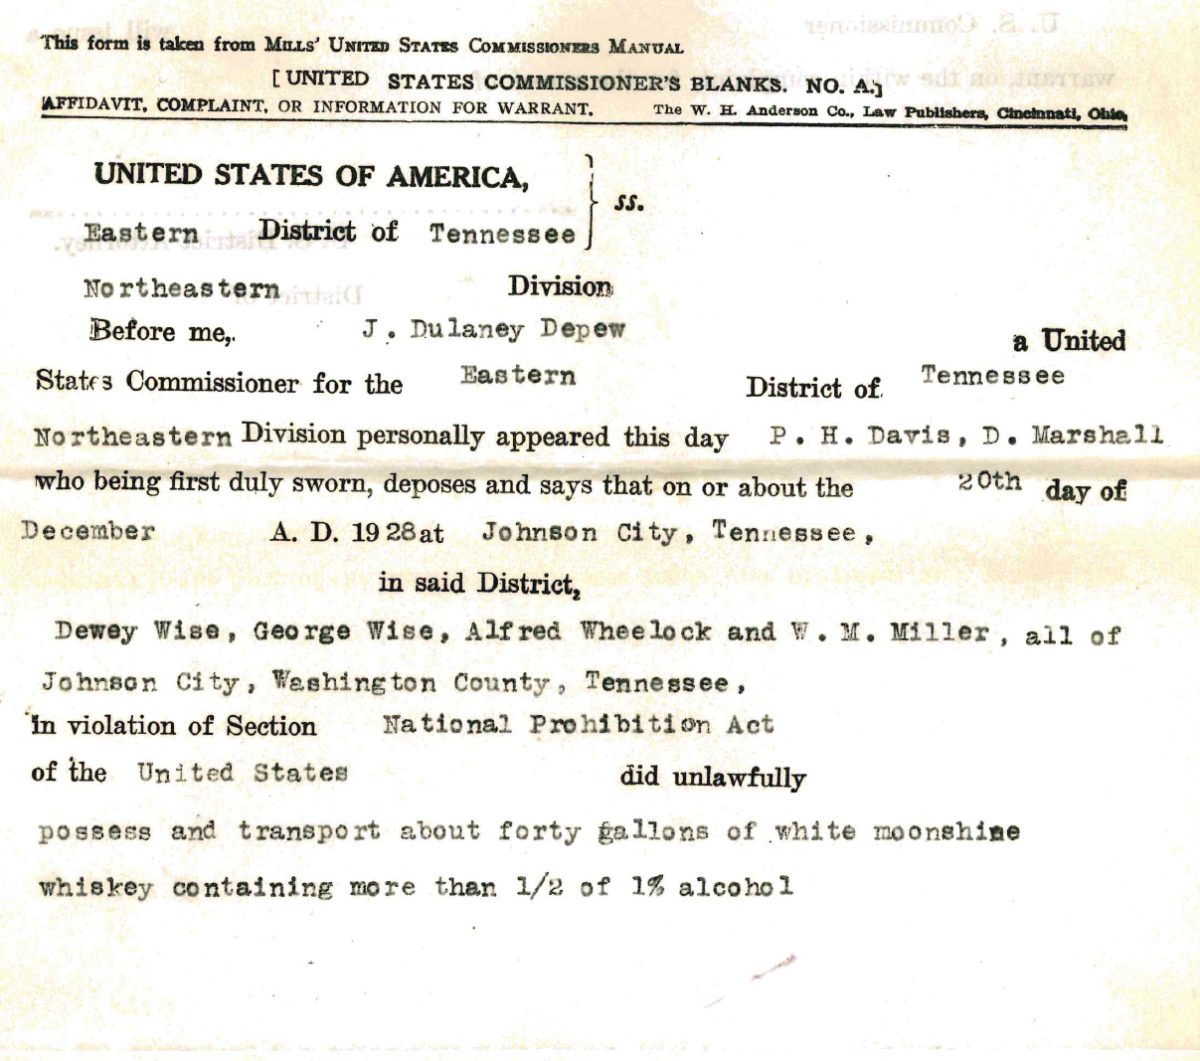 This form is taken from MILLS' UNITED STATES COMMISSIONERS MANUAL
[UNITED STATES COMMISSIONER'S BLANKS. NO. A.]
AFFIDAVIT, COMPLAINT, OR INFORMATION FOR WARRANT. The W. H. Anderson Co., Law Publishers, Cincinnati, Ohio,
UNITED STATES OF AMERICA,
ss.
Eastern District of Tennessee
Northeastern Division
Before me, J. Dulaney Depew a United
States Commissioner for the Eastern District of Tennessee
Northeastern Division personally appeared this day P. H. Davis, D. Marshall
who being first duly sworn, deposes and says that on or about the 20th day of
December A. D. 1928 at Johnson City, Tennessee,
in said District,
Dewey Wise, George Wise, Alfred Wheelock and W. M. Miller, all of
Johnson City, Washington County, Tennessee,
In violation of Section National Prohibition Act
of the United States did unlawfully
possess and transport about forty gallons of white moonshine
whiskey containing more than 1/2 of 1% alcohol